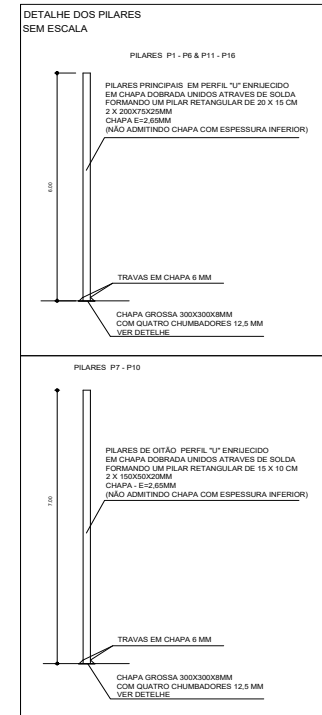 DETALHE DOS PILARES
SEM ESCALA
PILARES P1 - P6 & P11 - P16
PILARES PRINCIPAIS EM PERFIL "U" ENRIJECIDO
EM CHAPA DOBRADA UNIDOS ATRAVES DE SOLDA
FORMANDO UM PILAR RETANGULAR DE 20 X 15 CM
2 X 200X75X25MM
CHAPA E=2,65MM
(NÃO ADMITINDO CHAPA COM ESPESSURA INFERIOR)
6.00
TRAVAS EM CHAPA 6 MM
CHAPA GROSSA 300X300X8MM
COM QUATRO CHUMBADORES 12,5 MM
VER DETELHE
PILARES P7 - P10
PILARES DE OITÃO PERFIL "U" ENRIJECIDO
EM CHAPA DOBRADA UNIDOS ATRAVES DE SOLDA
FORMANDO UM PILAR RETANGULAR DE 15 X 10 CM
2 X 150X50X20MM
CHAPA - E=2,65MM
(NÃO ADMITINDO CHAPA COM ESPESSURA INFERIOR)
7.00
TRAVAS EM CHAPA 6 MM
CHAPA GROSSA 300X300X8MM
COM QUATRO CHUMBADORES 12,5 MM
VER DETELHE